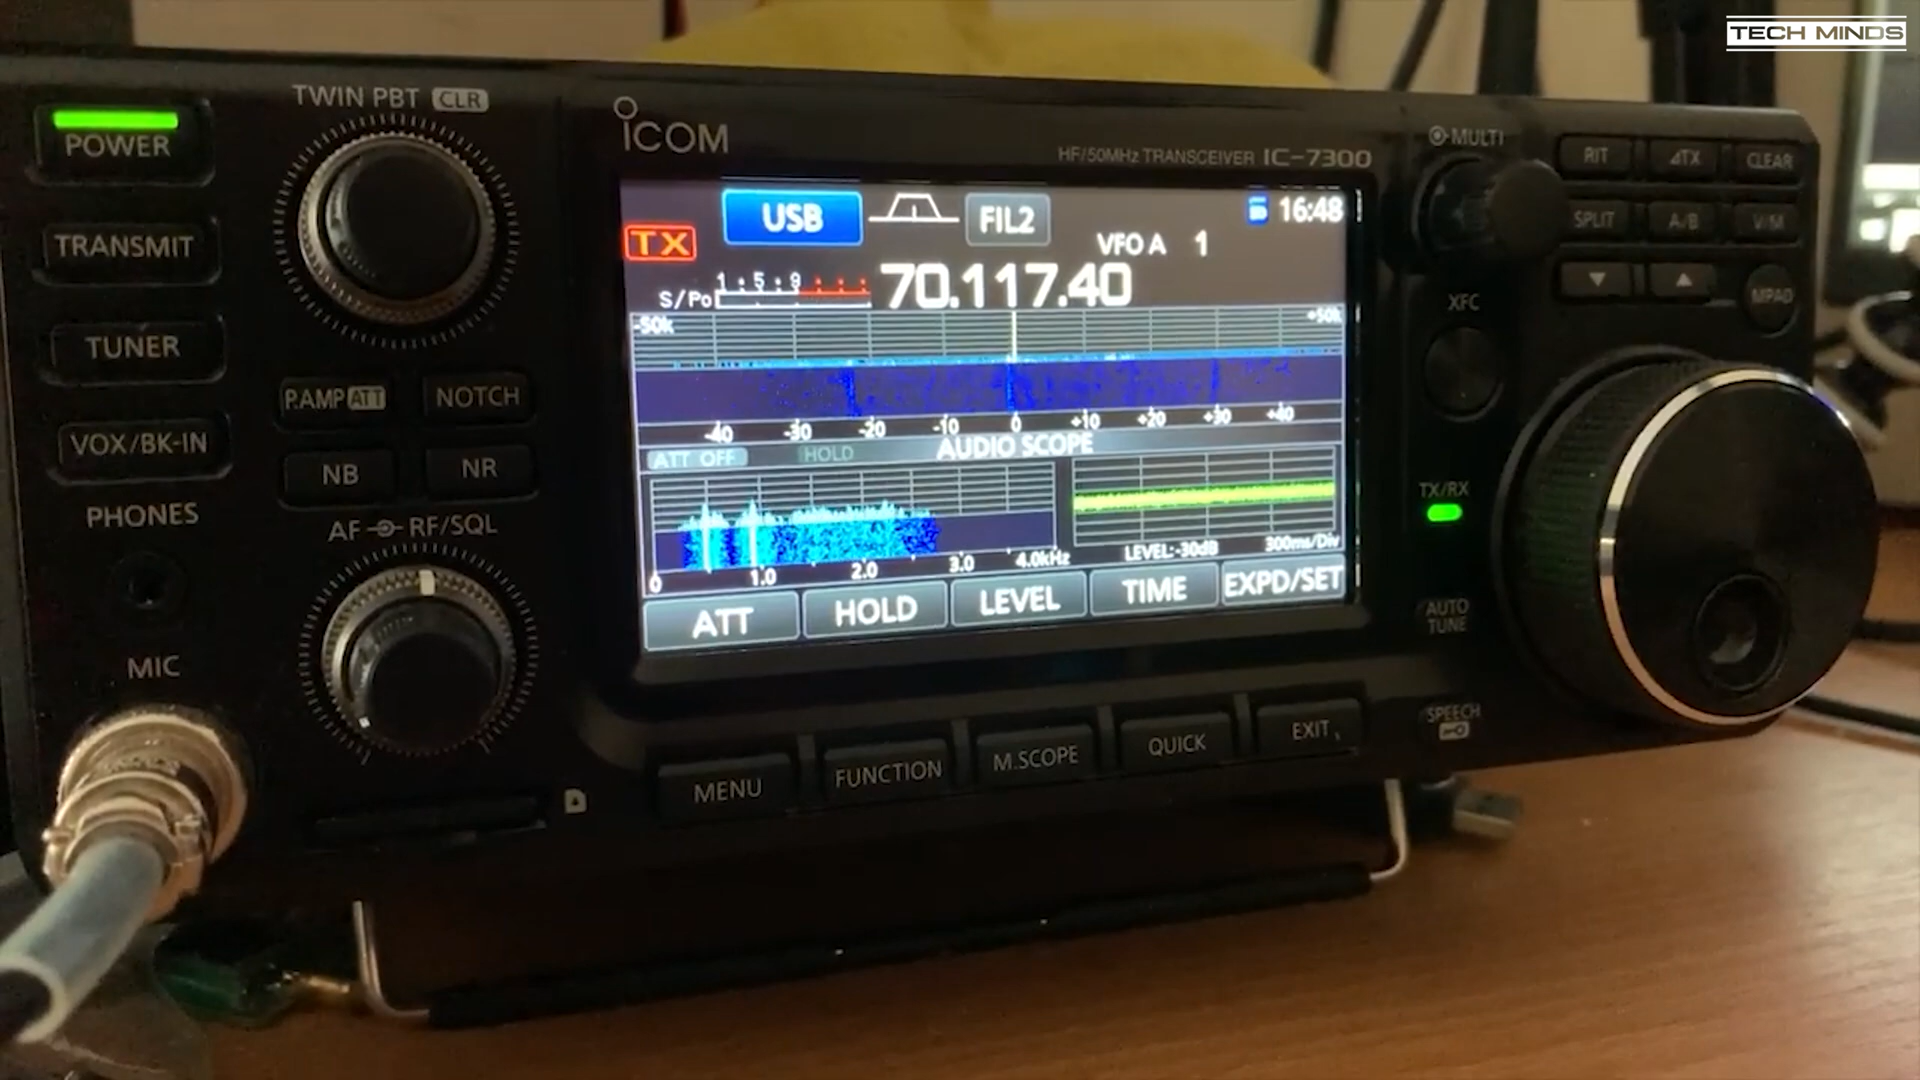 TECH MINDS
POWER
TRANSMIT
TUNER
VOX/BK-IN
PHONES
MIC
TWIN PBT CLR
P.AMP ATT
NOTCH
NB
NR
AF RF/SQL
ICOM
HF/50MHz TRANSCEIVER IC-7300
USB
FIL2
16:48
TX
VFO A 1
1 5 9
S/Po
70.117.40
-50k
+50k
-40 -30 -20 -10 0 +10 +20 +30 +40
ATT OFF
HOLD
AUDIO SCOPE
0 1.0 2.0 3.0 4.0kHz
LEVEL:-30dB
300ms/Div
ATT
HOLD
LEVEL
TIME
EXPD/SET
MENU
FUNCTION
M.SCOPE
QUICK
EXIT
MULTI
RIT
⊿TX
CLEAR
SPLIT
A/B
V/M
▼
▲
MPAD
XFC
TX/RX
AUTO
TUNE
SPEECH